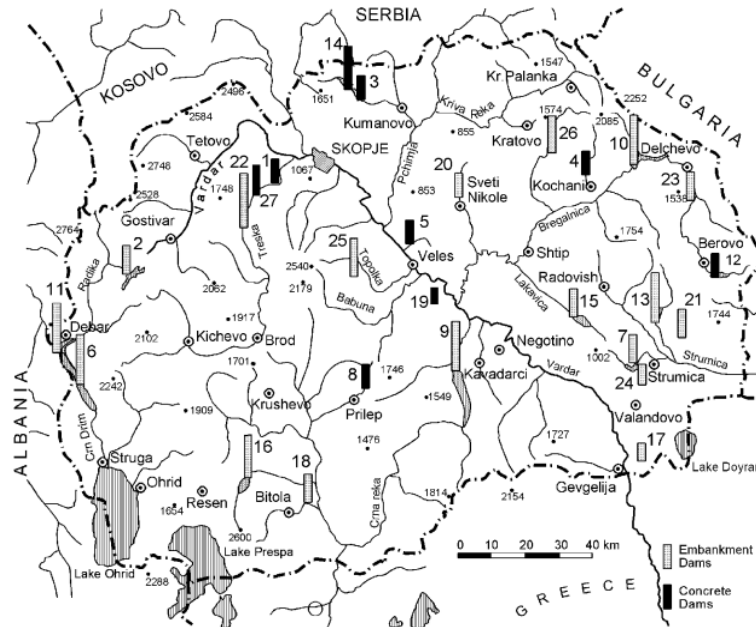 SERBIA
KOSOVO
BULGARIA
14
3
1651
2496
2584
Kr.Palanka
1547
Kriva Reka
Kumanovo
1574
2085
2252
Tetovo
855
Kratovo
26
10
Delchevo
SKOPJE
Pchimja
4
2748
22
1
1067
20
Sveti
Nikole
Kochani
23
1538
2528
Vardar
1748
27
853
Bregalnica
2764
Gostivar
Treska
5
1754
Berovo
12
2
Radika
25
Topolka
Veles
Shtip
2540
2179
Radovish
2062
Babuna
19
Lakavica
15
13
21
1744
11
1917
Debar
2102
Kichevo
Brod
9
Negotino
7
Strumica
6
1701
8
1746
Kavadarci
Vardar
1002
Strumica
24
2242
Krushevo
Prilep
1549
Valandovo
ALBANIA
1909
1476
Crn Drim
16
1727
17
Struga
18
Lake Doyran
Ohrid
Resen
Bitola
Crna reka
1814
2154
Gevgelija
1654
2600
Lake Prespa
0 10 20 30 40 km
Embankment
Dams
Lake Ohrid
2288
GREECE
Concrete
Dams